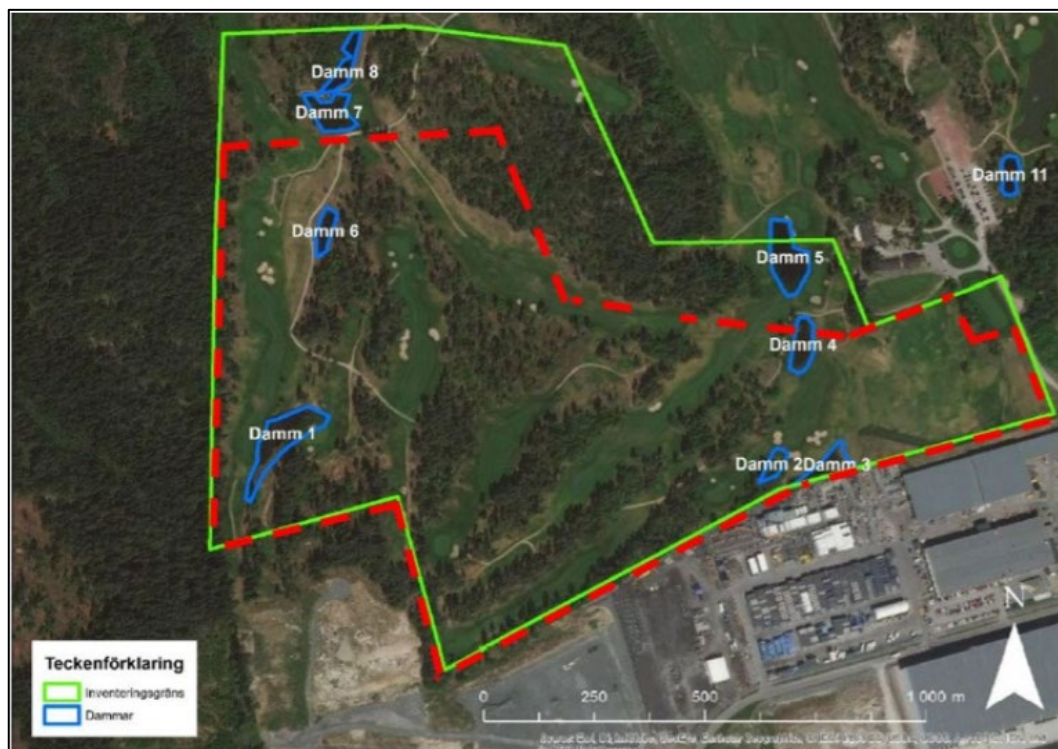 Damm 8
Damm 7
Damm 11
Damm 6
Damm 5
Damm 4
Damm 1
Damm 2
Damm 3
N
Teckenförklaring
Inventeringsgräns
Dammar
0 250 500 1 000 m